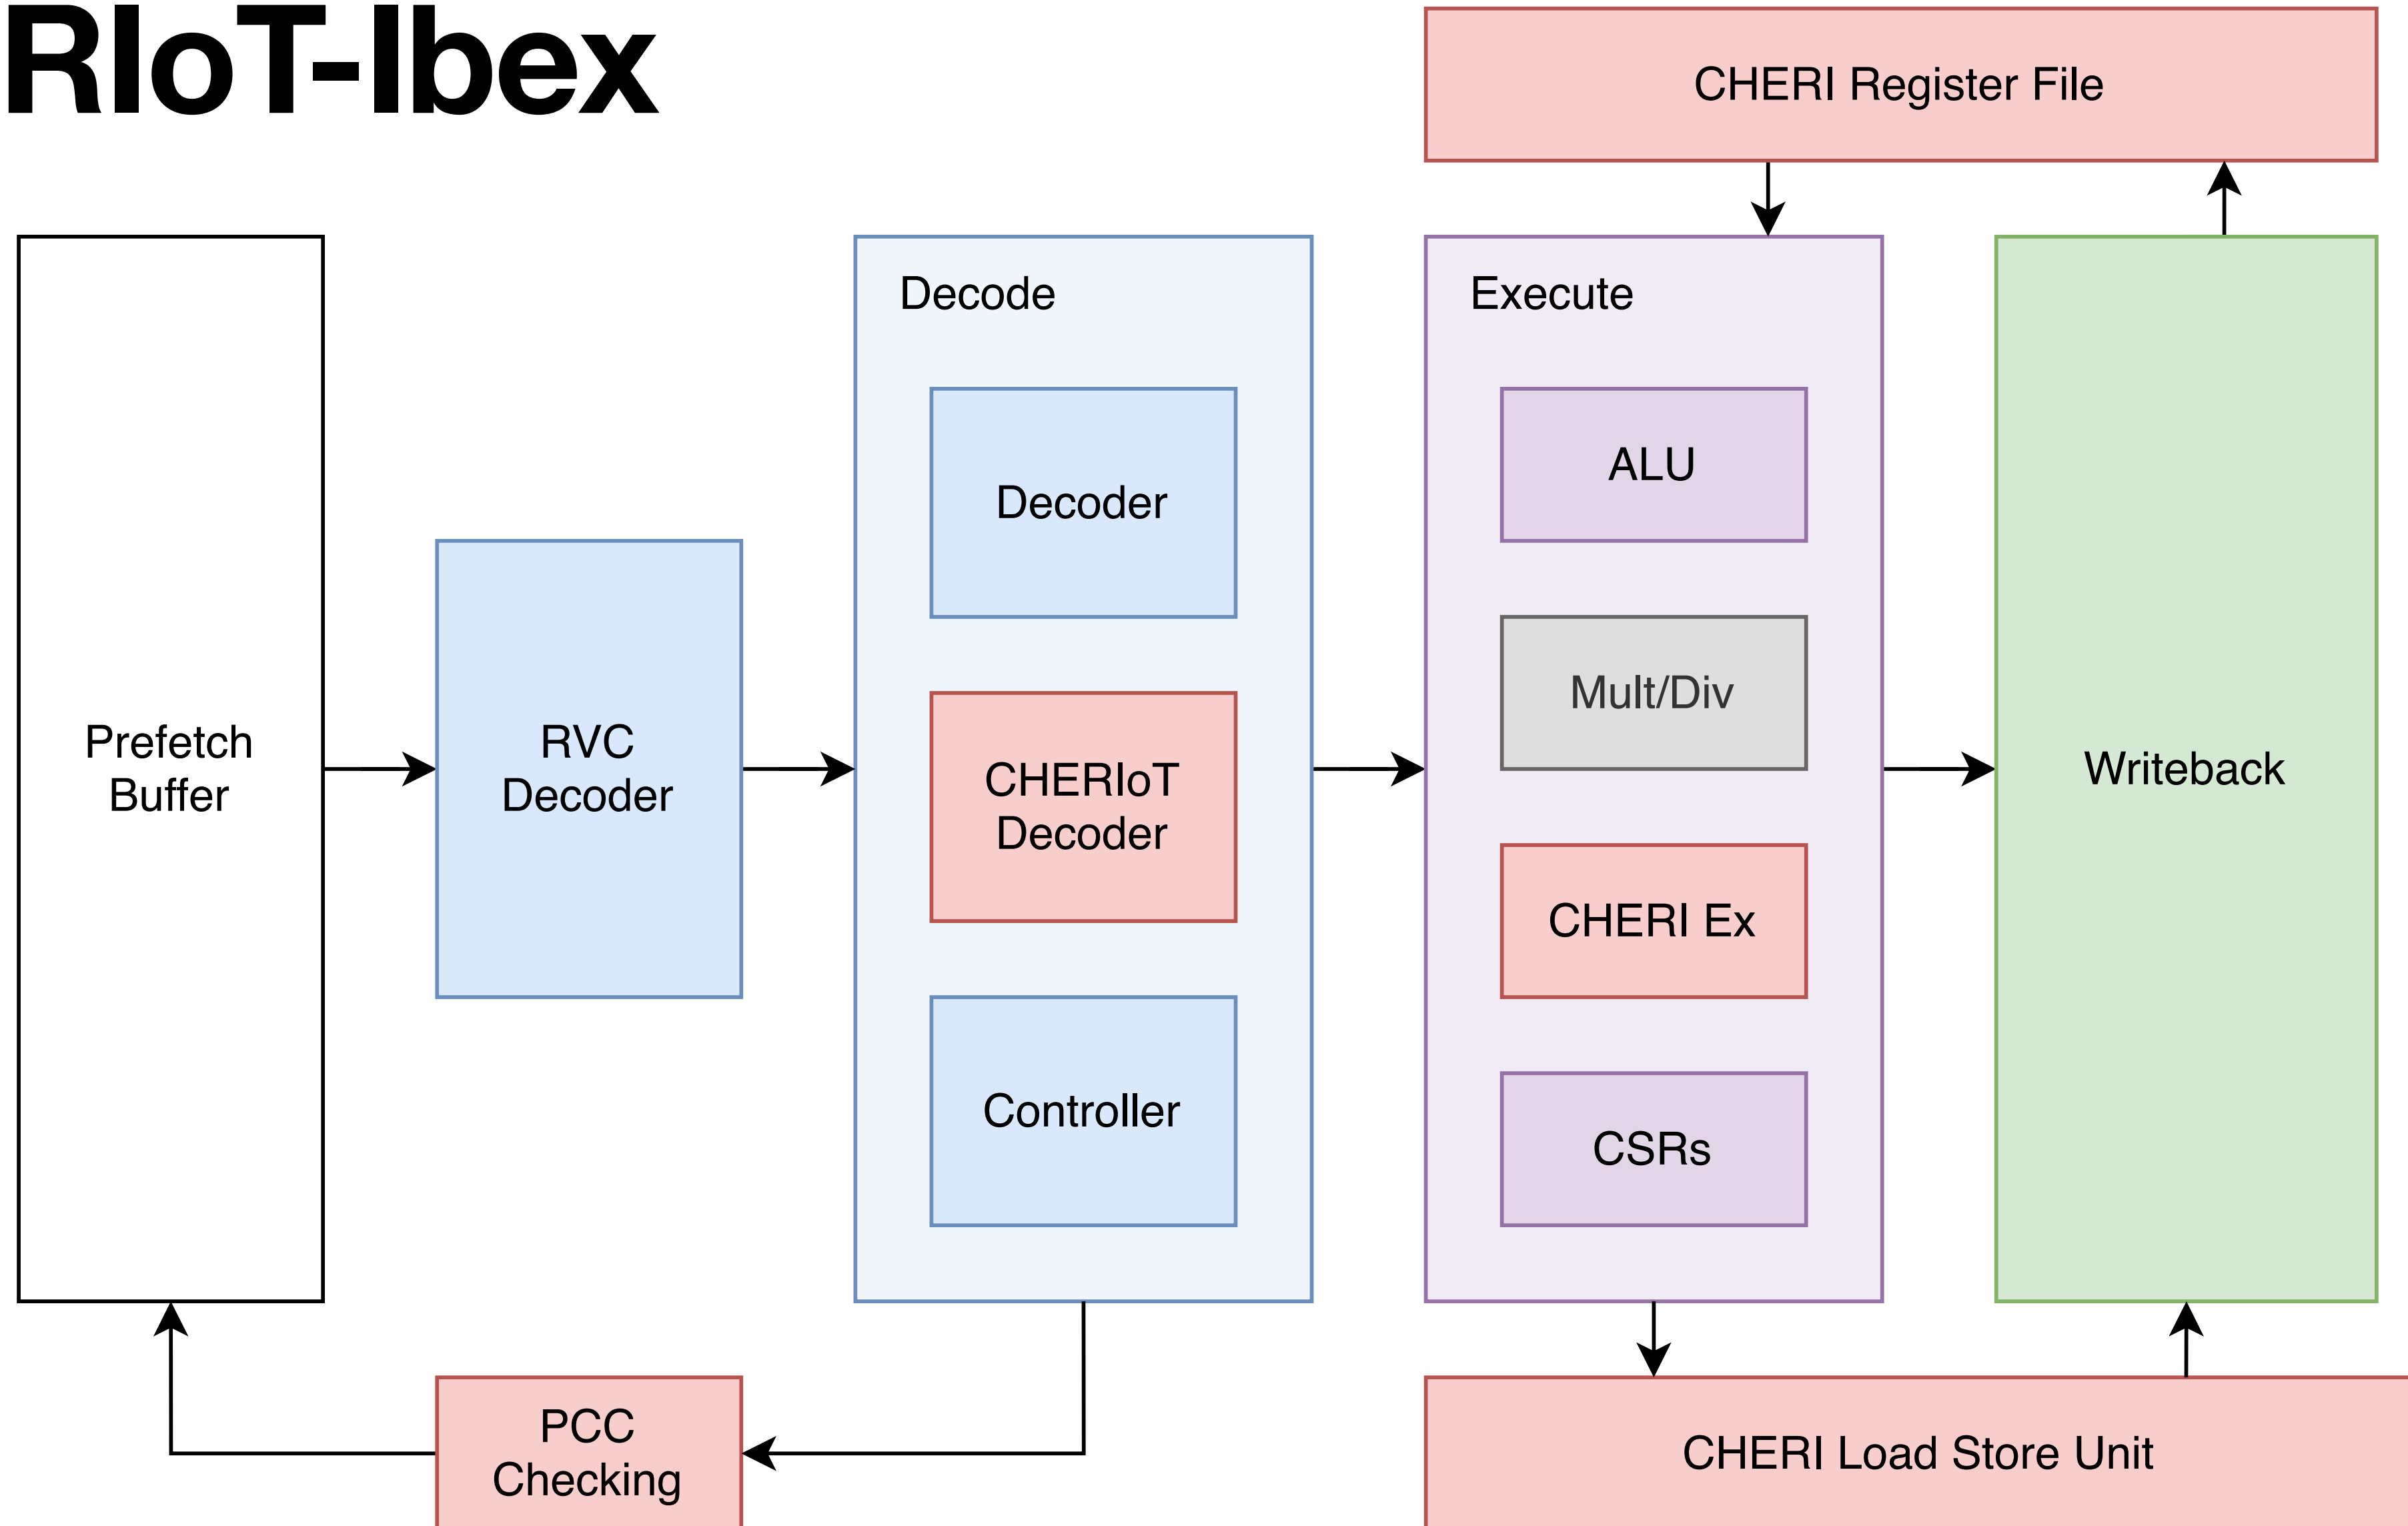 RIoT-Ibex
CHERI Register File
Prefetch
Buffer
RVC
Decoder
Decode
Decoder
CHERIoT
Decoder
Controller
Execute
ALU
Mult/Div
CHERI Ex
CSRs
Writeback
PCC
Checking
CHERI Load Store Unit